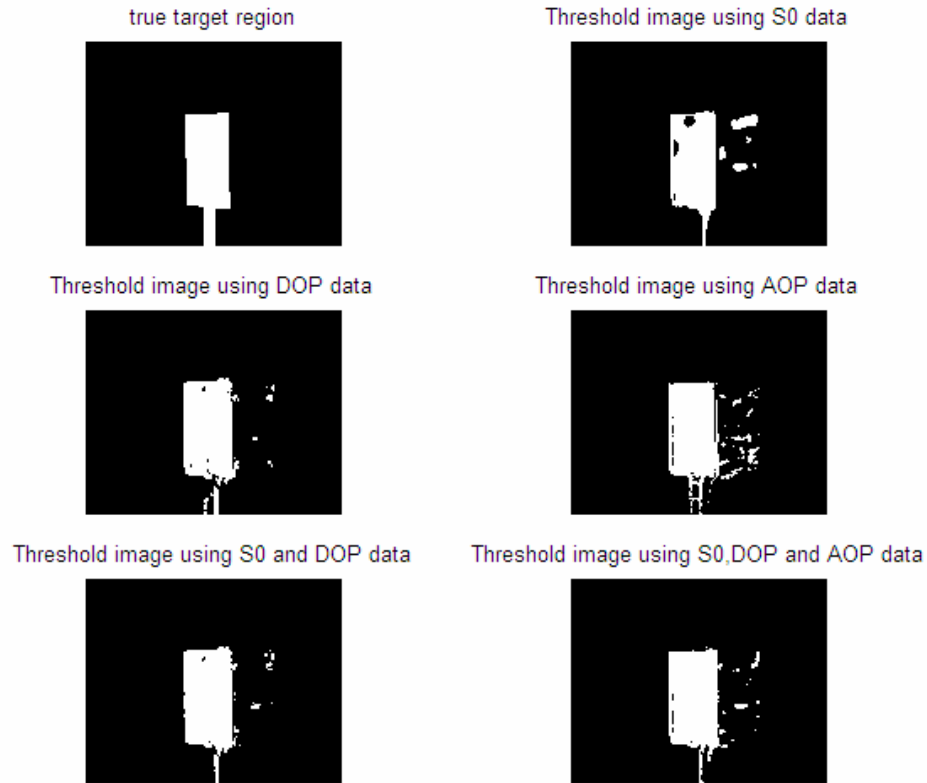 true target region
Threshold image using S0 data
Threshold image using DOP data
Threshold image using AOP data
Threshold image using S0 and DOP data
Threshold image using S0,DOP and AOP data